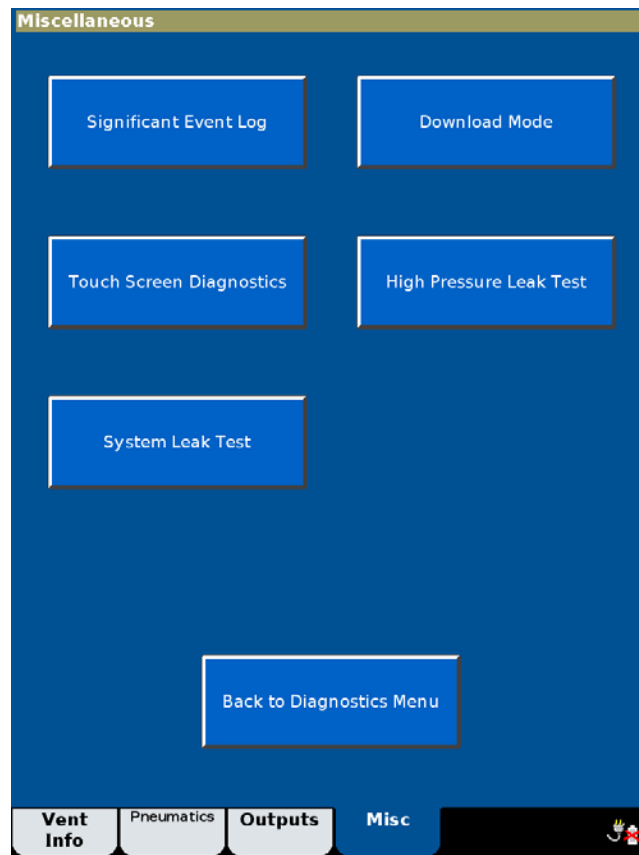 Miscellaneous
Significant Event Log
Download Mode
Touch Screen Diagnostics
High Pressure Leak Test
System Leak Test
Back to Diagnostics Menu
Vent
Info
Pneumatics
Outputs
Misc